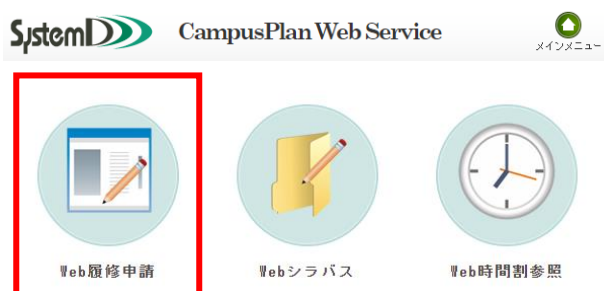 SystemD CampusPlan Web Service
メインメニュー
Web履修申請 Webシラバス Web時間割参照